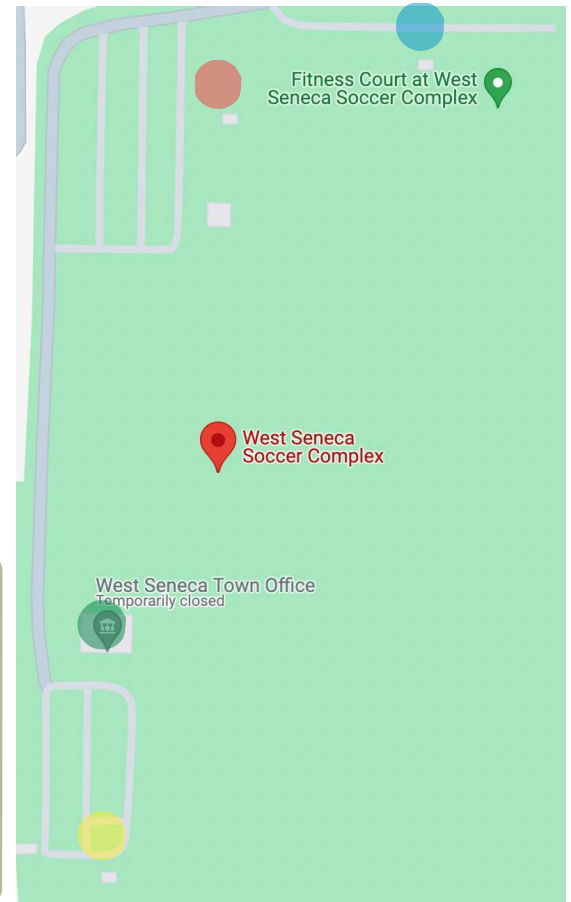 Fitness Court at West
Seneca Soccer Complex
West Seneca
Soccer Complex
West Seneca Town Office
Temporarily closed